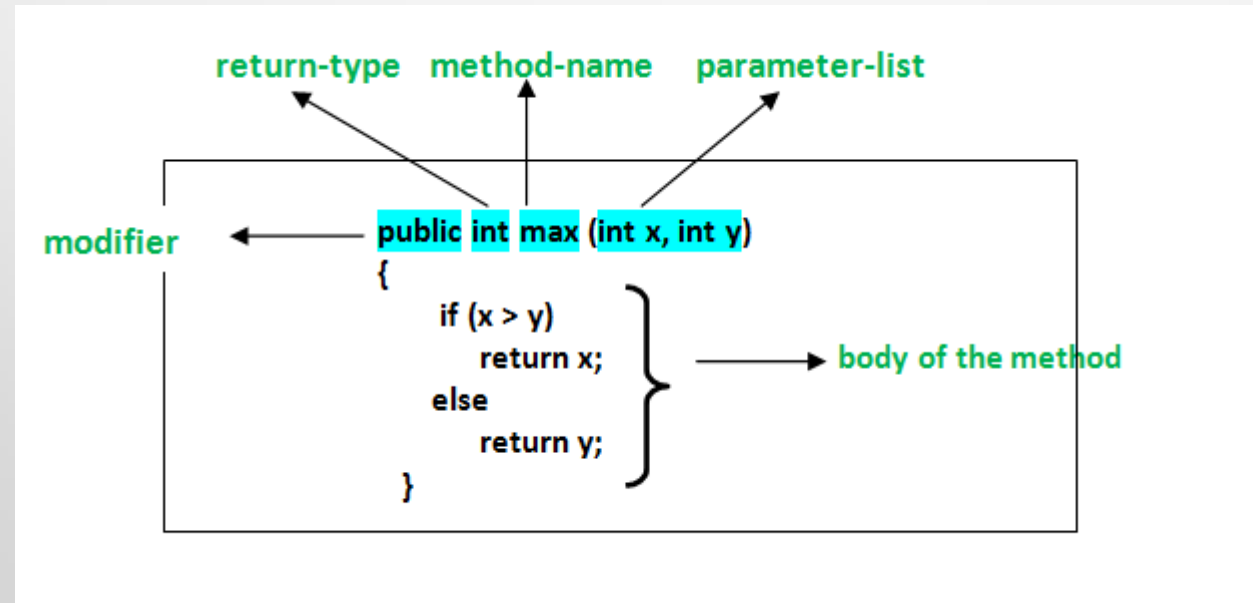 return-type method-name parameter-list
modifier public int max (int x, int y)
{
if (x > y)
return x;
body of the method
else
return y;
}